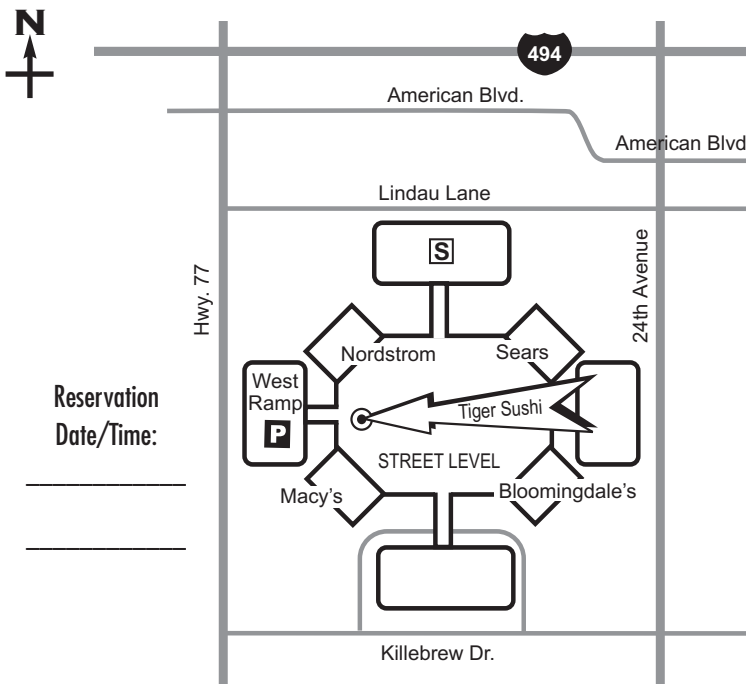 N
494
American Blvd.
American Blvd
Lindau Lane
S
Hwy. 77
24th Avenue
Nordstrom
Sears
West
Ramp
P
Tiger Sushi
Reservation
Date/Time:
STREET LEVEL
Macy's
Bloomingdale's
Killebrew Dr.